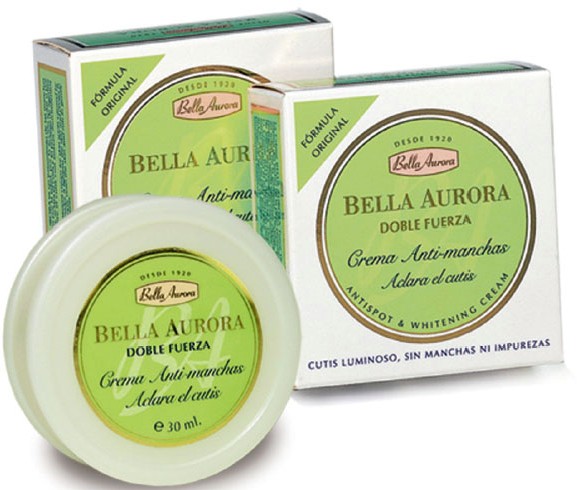 FÓRMULA
ORIGINAL
DESDE 1920
Bella Aurora
BELLA AUR
Anti-ma
FÓRMULA
ORIGINAL
DESDE 1920
Bella Aurora
BELLA AURORA
DOBLE FUERZA
Crema Anti-manchas
Aclara el cutis
ANTISPOT & WHITENING CREAM
CUTIS LUMINOSO, SIN MANCHAS NI IMPUREZAS
DESDE 1920
Bella Aurora
BELLA AURORA
DOBLE FUERZA
Crema Anti-manchas
Aclara el cutis
e 30 ml.